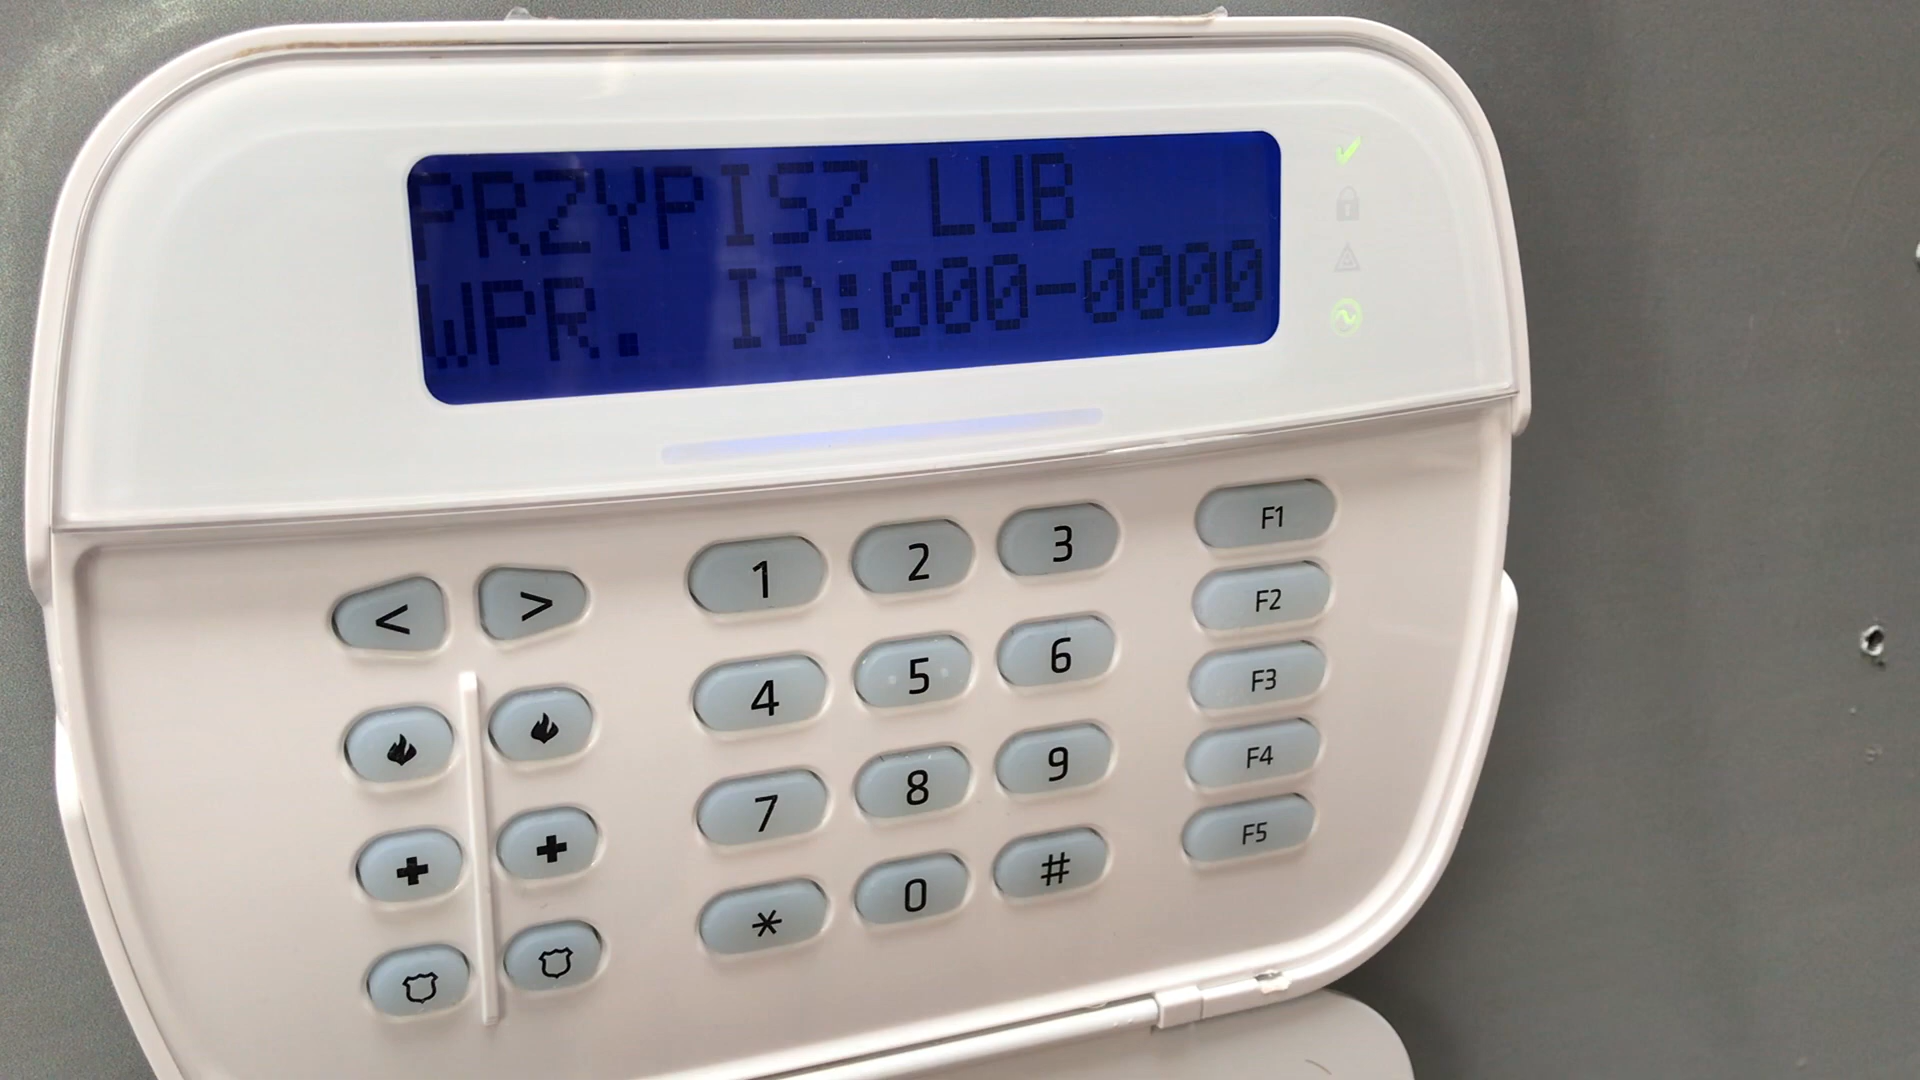 PRZYPISZ LUB
WPR. ID:000-0000
< > 1 2 3 F1
4 5 6 F2
7 8 9 F3
* 0 # F4
F5